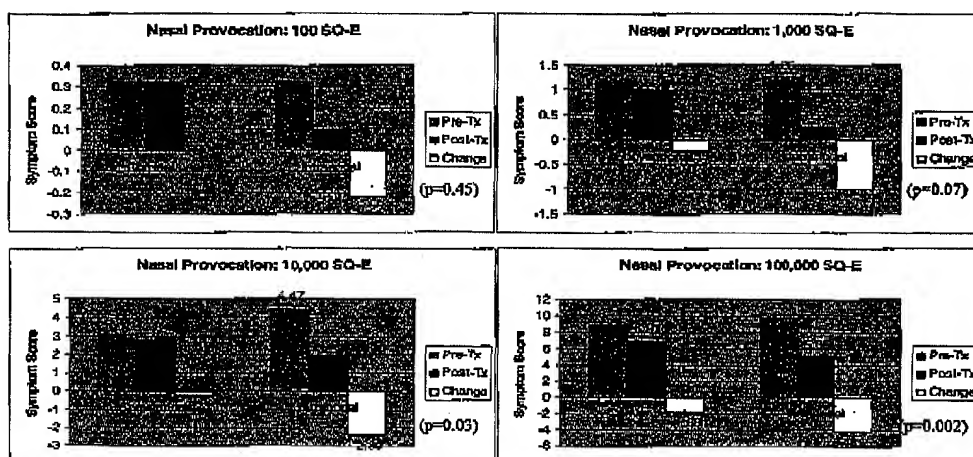 Nasal Provocation: 100 SQ-E
Symptom Score
0.4
0.3
0.2
0.1
0
-0.1
-0.2
-0.3
Pre-Tx
Post-Tx
Change
(p=0.45)
Nasal Provocation: 1,000 SQ-E
Symptom Score
1.5
1
0.5
0
-0.5
-1
-1.5
Pre-Tx
Post-Tx
Change
(p=0.07)
Nasal Provocation: 10,000 SQ-E
Symptom Score
5
4
3
2
1
0
-1
-2
-3
4.47
Pre-Tx
Post-Tx
Change
(p=0.03)
Nasal Provocation: 100,000 SQ-E
Symptom Score
12
10
8
6
4
2
0
-2
-4
-6
Pre-Tx
Post-Tx
Change
(p=0.002)